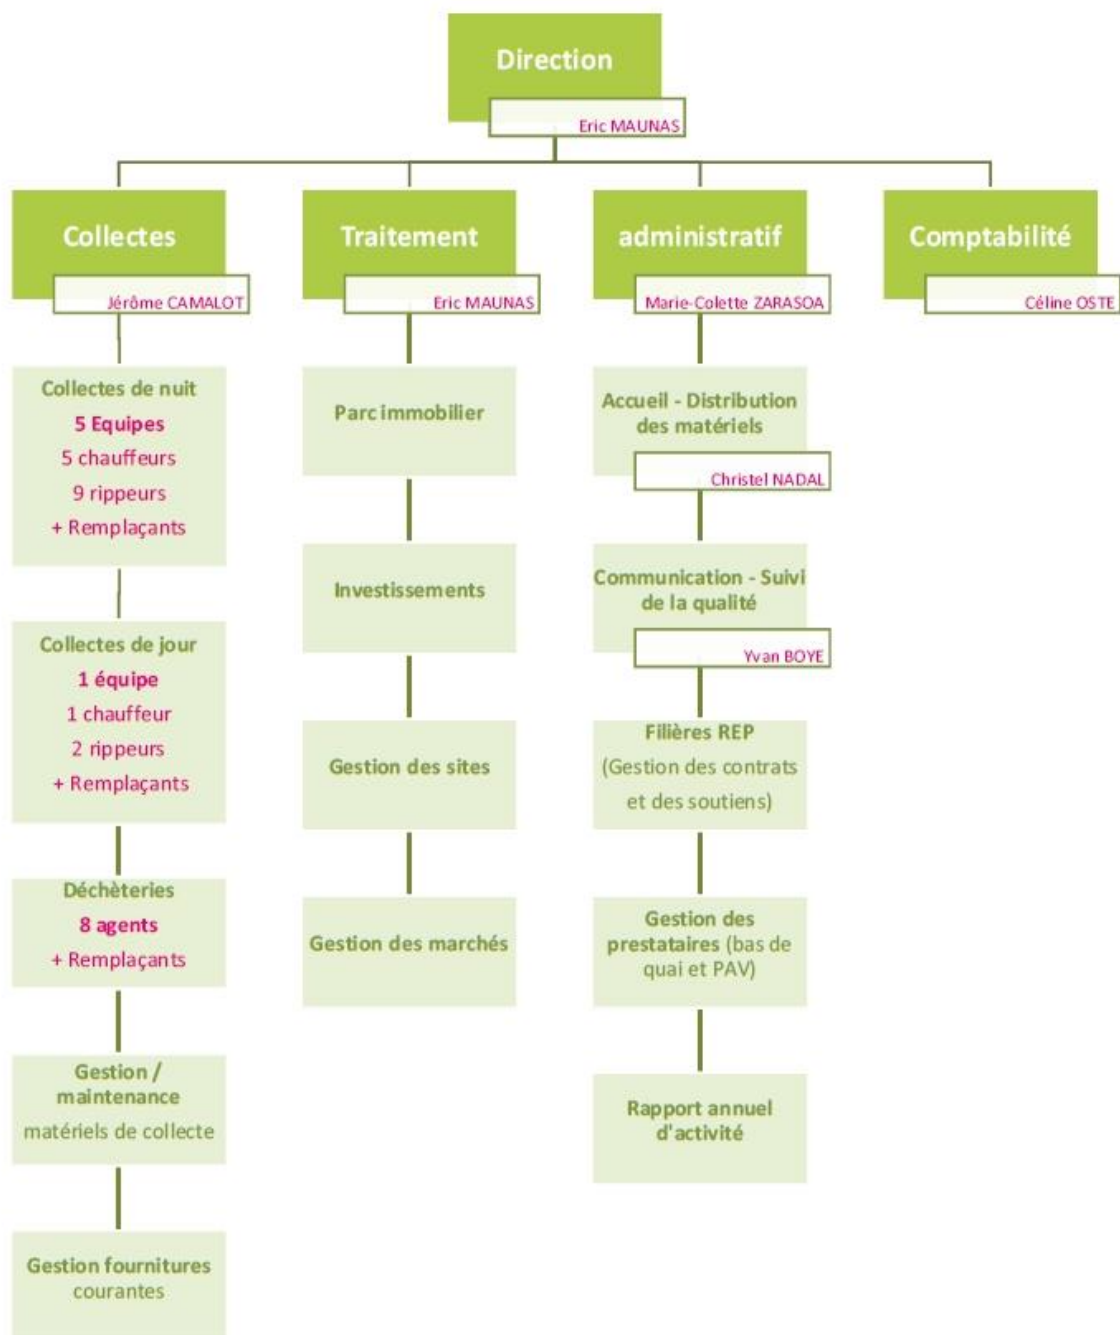 Direction
Eric MAUNAS
Collectes
Jérôme CAMALOT
Collectes de nuit
5 Equipes
5 chauffeurs
9 rippeurs
+ Remplaçants
Collectes de jour
1 équipe
1 chauffeur
2 rippeurs
+ Remplaçants
Déchèteries
8 agents
+ Remplaçants
Gestion /
maintenance
matériels de collecte
Gestion fournitures
courantes
Traitement
Eric MAUNAS
Parc immobilier
Investissements
Gestion des sites
Gestion des marchés
administratif
Marie-Colette ZARASOA
Accueil - Distribution
des matériels
Christel NADAL
Communication - Suivi
de la qualité
Yvan BOYE
Filières REP
(Gestion des contrats
et des soutiens)
Gestion des
prestataires (bas de
quai et PAV)
Rapport annuel
d'activité
Comptabilité
Céline OSTE